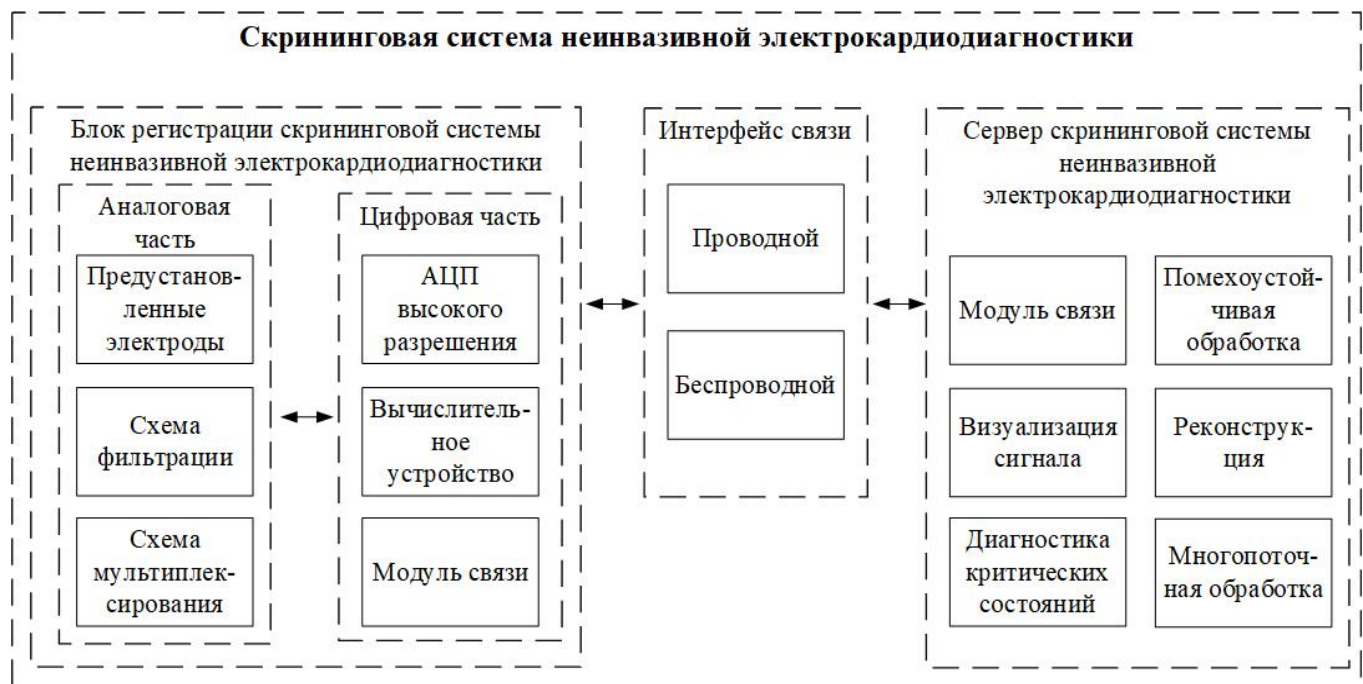 Скрининговая система неинвазивной электрокардиодиагностики
Блок регистрации скрининговой системы
неинвазивной электрокардиодиагностики
Аналоговая
часть
Предустанов-
ленные
электроды
Схема
фильтрации
Схема
мультиплек-
сирования
Цифровая часть
АЦП
высокого
разрешения
Вычислитель-
ное
устройство
Модуль связи
Интерфейс связи
Проводной
Беспроводной
Сервер скрининговой системы
неинвазивной
электрокардиодиагностики
Модуль связи
Помехоустой-
чивая
обработка
Визуализация
сигнала
Реконструк-
ция
Диагностика
критических
состояний
Многопоточ-
ная обработка